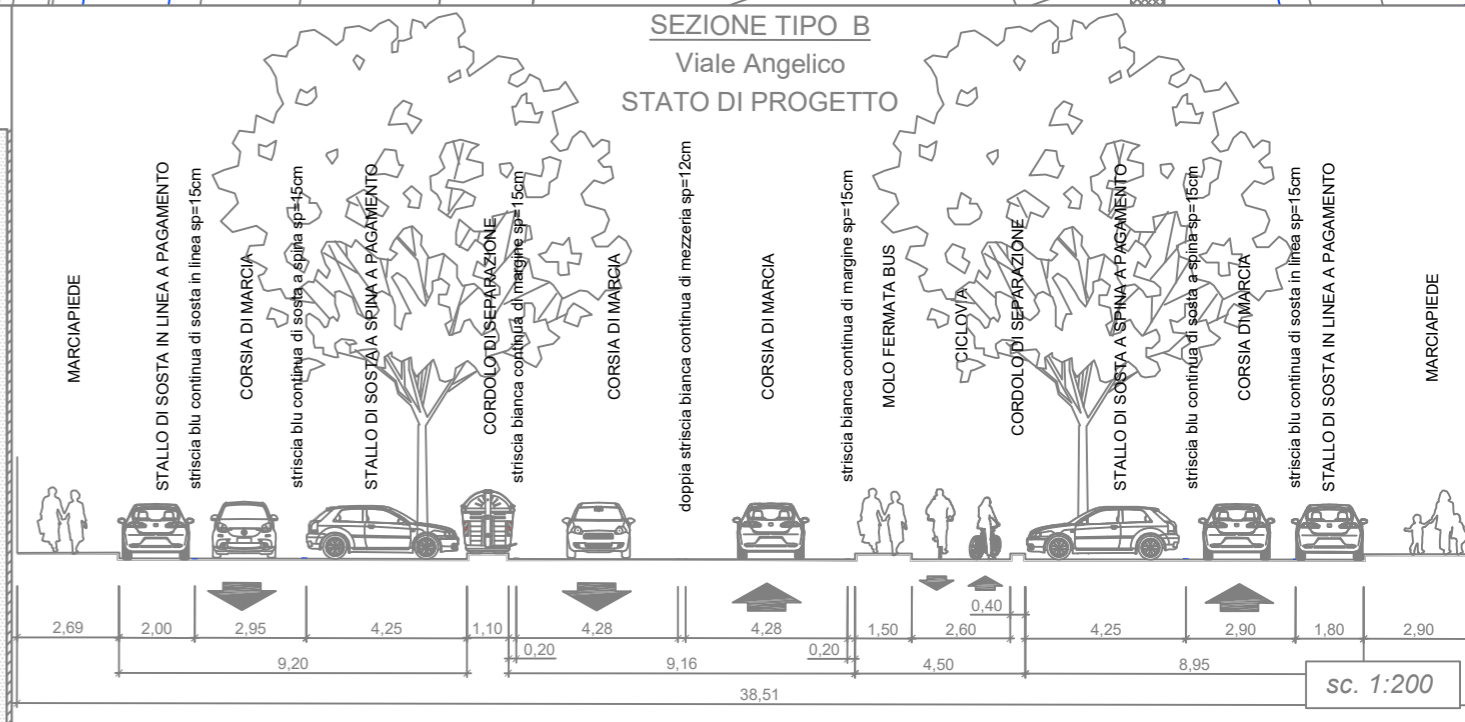 SEZIONE TIPO B
Viale Angelico
STATO DI PROGETTO
MARCIAPIEDE
STALLO DI SOSTA IN LINEA A PAGAMENTO
striscia blu continua di sosta in linea sp=15cm
CORSIA DI MARCIA
striscia blu continua di sosta a spina sp=15cm
STALLO DI SOSTA A SPINA A PAGAMENTO
CORDOLO DI SEPARAZIONE
striscia bianca continua di margine sp=15cm
CORSIA DI MARCIA
doppia striscia bianca continua di mezzeria sp=12cm
CORSIA DI MARCIA
striscia bianca continua di margine sp=15cm
MOLO FERMATA BUS
CICLOVIA
CORDOLO DI SEPARAZIONE
STALLO DI SOSTA A SPINA A PAGAMENTO
striscia blu continua di sosta a spina sp=15cm
CORSIA DI MARCIA
striscia blu continua di sosta in linea sp=15cm
STALLO DI SOSTA IN LINEA A PAGAMENTO
MARCIAPIEDE
0,40
2,69 2,00 2,95 4,25 1,10 4,28 4,28 1,50 2,60 4,25 2,90 1,80 2,90
0,20 0,20
9,20 9,16 4,50 8,95
38,51
sc. 1:200